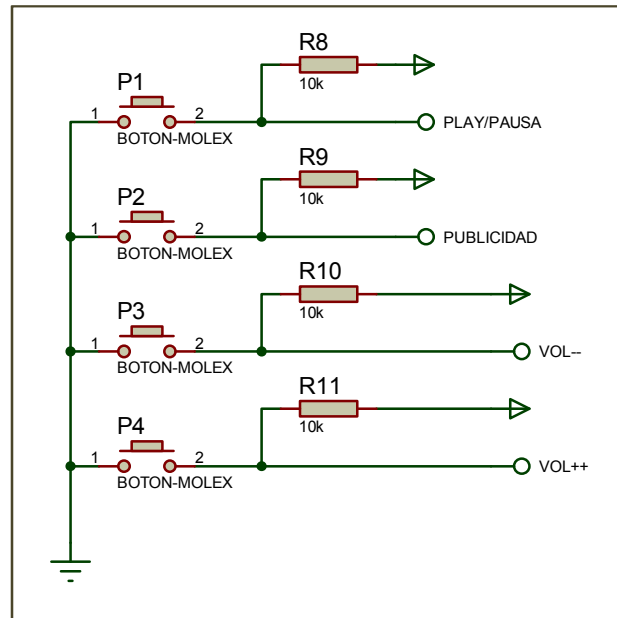 R8
10k
P1
1 2
BOTON-MOLEX
PLAY/PAUSA
R9
10k
P2
1 2
BOTON-MOLEX
PUBLICIDAD
R10
10k
P3
1 2
BOTON-MOLEX
VOL--
R11
10k
P4
1 2
BOTON-MOLEX
VOL++